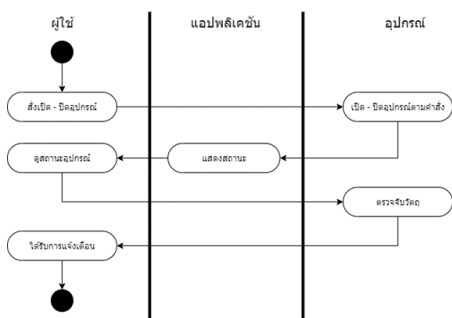 ผู้ใช้ แอปพลิเคชัน อุปกรณ์
สั่งเปิด - ปิดอุปกรณ์ เปิด - ปิดอุปกรณ์ตามคำสั่ง
ดูสถานะอุปกรณ์ แสดงสถานะ
ตรวจจับวัตถุ
ได้รับการแจ้งเตือน